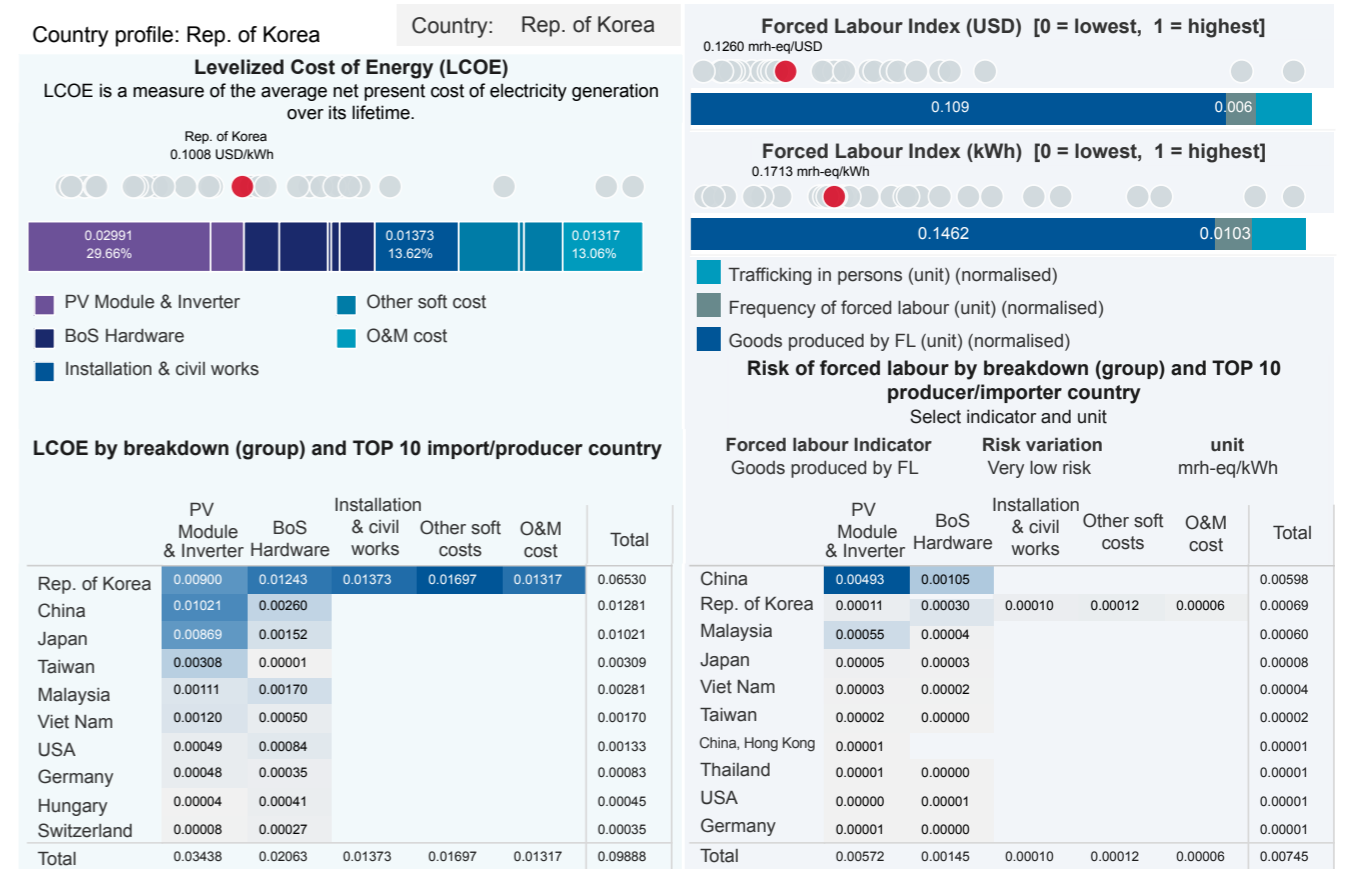 Country profile: Rep. of Korea
Country: Rep. of Korea
Levelized Cost of Energy (LCOE)
LCOE is a measure of the average net present cost of electricity generation
over its lifetime.
Rep. of Korea
0.1008 USD/kWh
0.02991 0.01373 0.01317
29.66% 13.62% 13.06%
PV Module & Inverter
BoS Hardware
Installation & civil works
Other soft cost
O&M cost
LCOE by breakdown (group) and TOP 10 import/producer country
PV Module & Inverter BoS Hardware Installation & civil works Other soft costs O&M cost Total
Rep. of Korea 0.00900 0.01243 0.01373 0.01697 0.01317 0.06530
China 0.01021 0.00260 0.01281
Japan 0.00869 0.00152 0.01021
Taiwan 0.00308 0.00001 0.00309
Malaysia 0.00111 0.00170 0.00281
Viet Nam 0.00120 0.00050 0.00170
USA 0.00049 0.00084 0.00133
Germany 0.00048 0.00035 0.00083
Hungary 0.00004 0.00041 0.00045
Switzerland 0.00008 0.00027 0.00035
Total 0.03438 0.02063 0.01373 0.01697 0.01317 0.09888
Forced Labour Index (USD) [0 = lowest, 1 = highest]
0.1260 mrh-eq/USD
0.109 0.006
Forced Labour Index (kWh) [0 = lowest, 1 = highest]
0.1713 mrh-eq/kWh
0.1462 0.0103
Trafficking in persons (unit) (normalised)
Frequency of forced labour (unit) (normalised)
Goods produced by FL (unit) (normalised)
Risk of forced labour by breakdown (group) and TOP 10
producer/importer country
Select indicator and unit
Forced labour Indicator Risk variation unit
Goods produced by FL Very low risk mrh-eq/kWh
PV Module & Inverter BoS Hardware Installation & civil works Other soft costs O&M cost Total
China 0.00493 0.00105 0.00598
Rep. of Korea 0.00011 0.00030 0.00010 0.00012 0.00006 0.00069
Malaysia 0.00055 0.00004 0.00060
Japan 0.00005 0.00003 0.00008
Viet Nam 0.00003 0.00002 0.00004
Taiwan 0.00002 0.00000 0.00002
China, Hong Kong 0.00001 0.00001
Thailand 0.00001 0.00000 0.00001
USA 0.00000 0.00001 0.00001
Germany 0.00001 0.00000 0.00001
Total 0.00572 0.00145 0.00010 0.00012 0.00006 0.00745